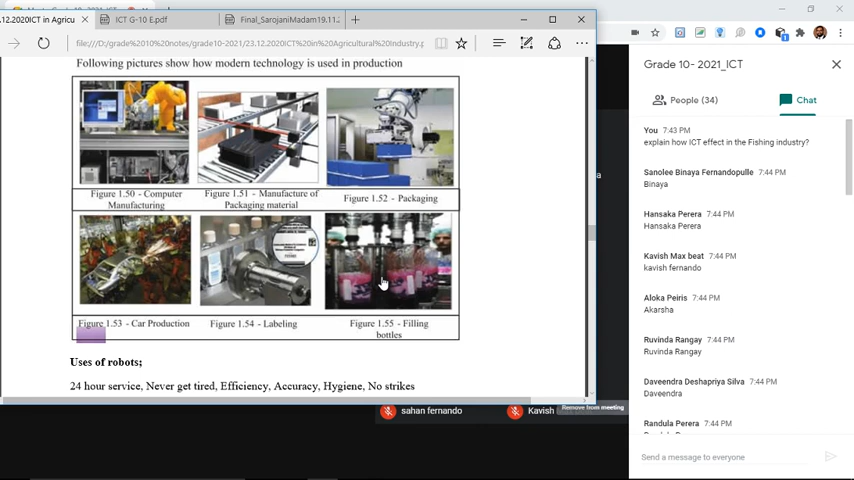 .12.2020ICT in Agricu
ICT G-10 E.pdf
Final_SarojaniMadam19.11.2
file:///D:/grade%2010%20notes/grade10-2021/23.12.2020ICT%20in%20Agricultural%20Industry.p
Following pictures show how modern technology is used in production
Figure 1.50 - Computer
Manufacturing
Figure 1.51 - Manufacture of
Packaging material
Figure 1.52 - Packaging
Figure 1.53 - Car Production
Figure 1.54 - Labeling
Figure 1.55 - Filling
bottles
Uses of robots;
24 hour service, Never get tired, Efficiency, Accuracy, Hygiene, No strikes
sahan fernando
Kavish
Remove from meeting
Grade 10- 2021_ICT
People (34)
Chat
You 7:43 PM
explain how ICT effect in the Fishing industry?
Sanolee Binaya Fernandopulle 7:44 PM
Binaya
Hansaka Perera 7:44 PM
Hansaka Perera
Kavish Max beat 7:44 PM
kavish fernando
Aloka Peiris 7:44 PM
Akarsha
Ruvinda Rangay 7:44 PM
Ruvinda Rangay
Daveendra Deshapriya Silva 7:44 PM
Daveendra
Randula Perera 7:44 PM
Send a message to everyone